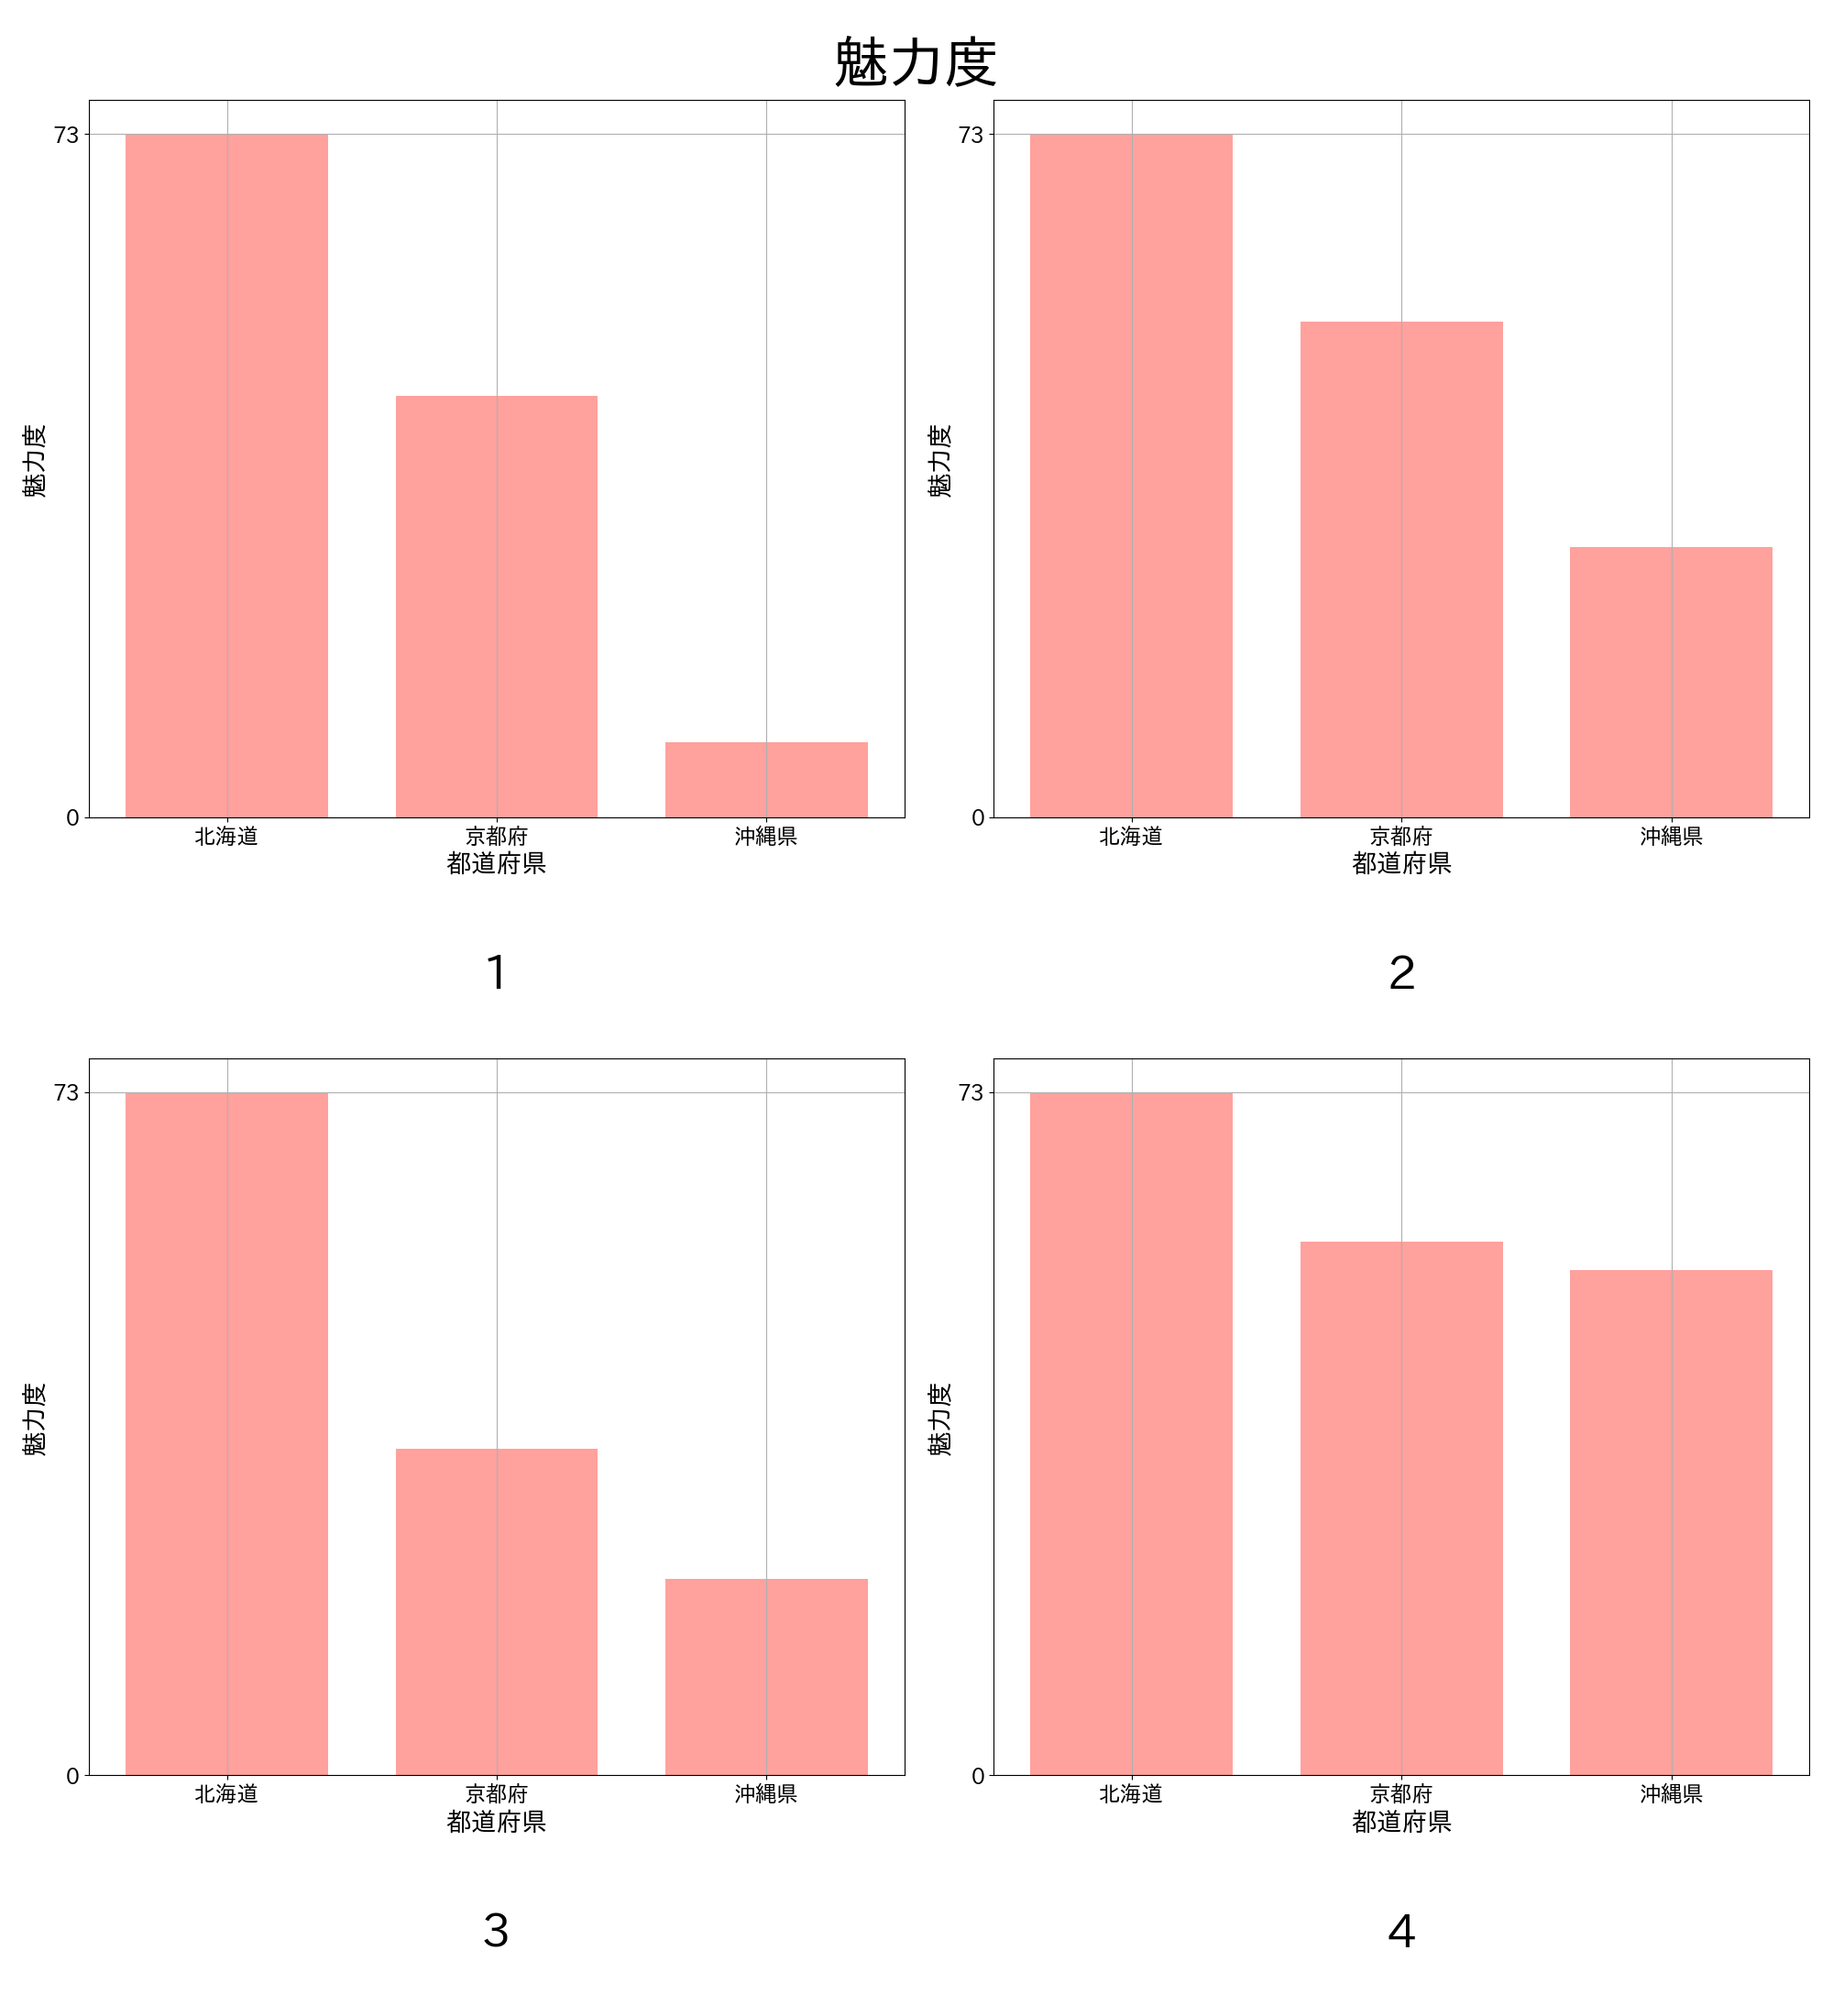 魅力度
73
0
魅力度
北海道 京都府 沖縄県
都道府県
1
73
0
魅力度
北海道 京都府 沖縄県
都道府県
2
73
0
魅力度
北海道 京都府 沖縄県
都道府県
3
73
0
魅力度
北海道 京都府 沖縄県
都道府県
4